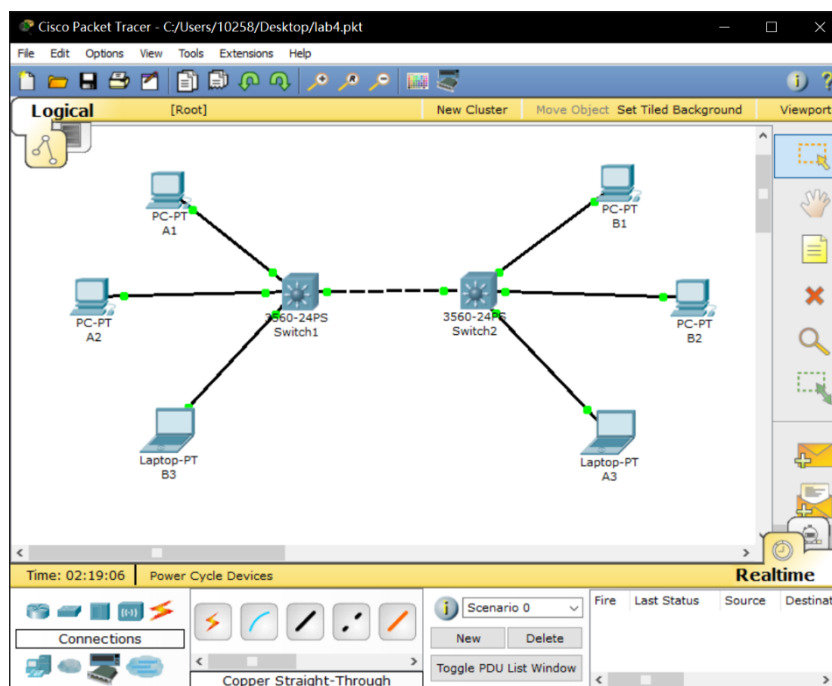 Cisco Packet Tracer - C:/Users/10258/Desktop/lab4.pkt
File Edit Options View Tools Extensions Help
Logical [Root] New Cluster Move Object Set Tiled Background Viewport
PC-PT
A1
PC-PT
B1
PC-PT
A2
3560-24PS
Switch1
3560-24PS
Switch2
PC-PT
B2
Laptop-PT
B3
Laptop-PT
A3
Time: 02:19:06 Power Cycle Devices Realtime
Connections
Copper Straight-Through
Scenario 0
New Delete
Toggle PDU List Window
Fire Last Status Source Destinat